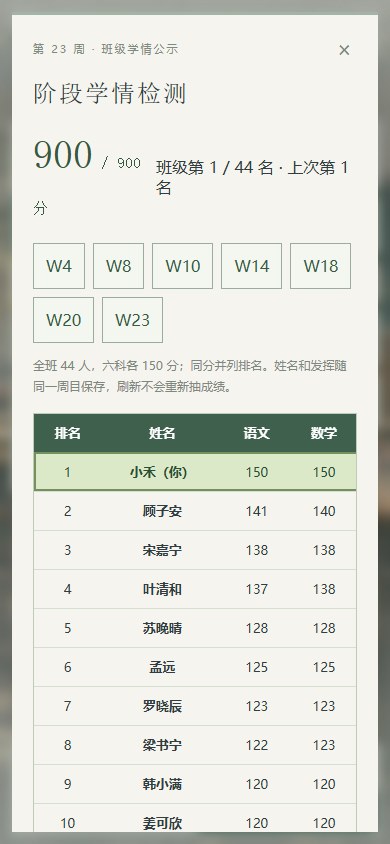 第 23 周 · 班级学情公示
×
阶段学情检测
900 / 900 班级第 1 / 44 名 · 上次第 1
名
分
W4 W8 W10 W14 W18
W20 W23
全班 44 人，六科各 150 分；同分并列排名。姓名和发挥随
同一周目保存，刷新不会重新抽成绩。
排名 姓名 语文 数学
1 小禾（你） 150 150
2 顾子安 141 140
3 宋嘉宁 138 138
4 叶清和 137 138
5 苏晚晴 128 128
6 孟远 125 125
7 罗晓辰 123 123
8 梁书宁 122 123
9 韩小满 120 120
10 姜可欣 120 120